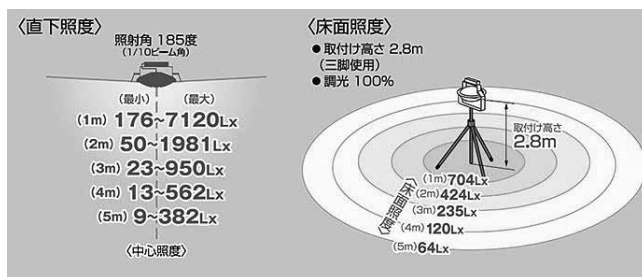 〈直下照度〉
照射角 185度
(1/10ビーム角)
(最小) (最大)
(1m) 176~7120Lx
(2m) 50~1981Lx
(3m) 23~950Lx
(4m) 13~562Lx
(5m) 9~382Lx
〈中心照度〉
〈床面照度〉
● 取付け高さ 2.8m
(三脚使用)
● 調光 100%
取付け高さ
2.8m
〈床面照度〉
(1m) 704Lx
(2m) 424Lx
(3m) 235Lx
(4m) 120Lx
(5m) 64Lx